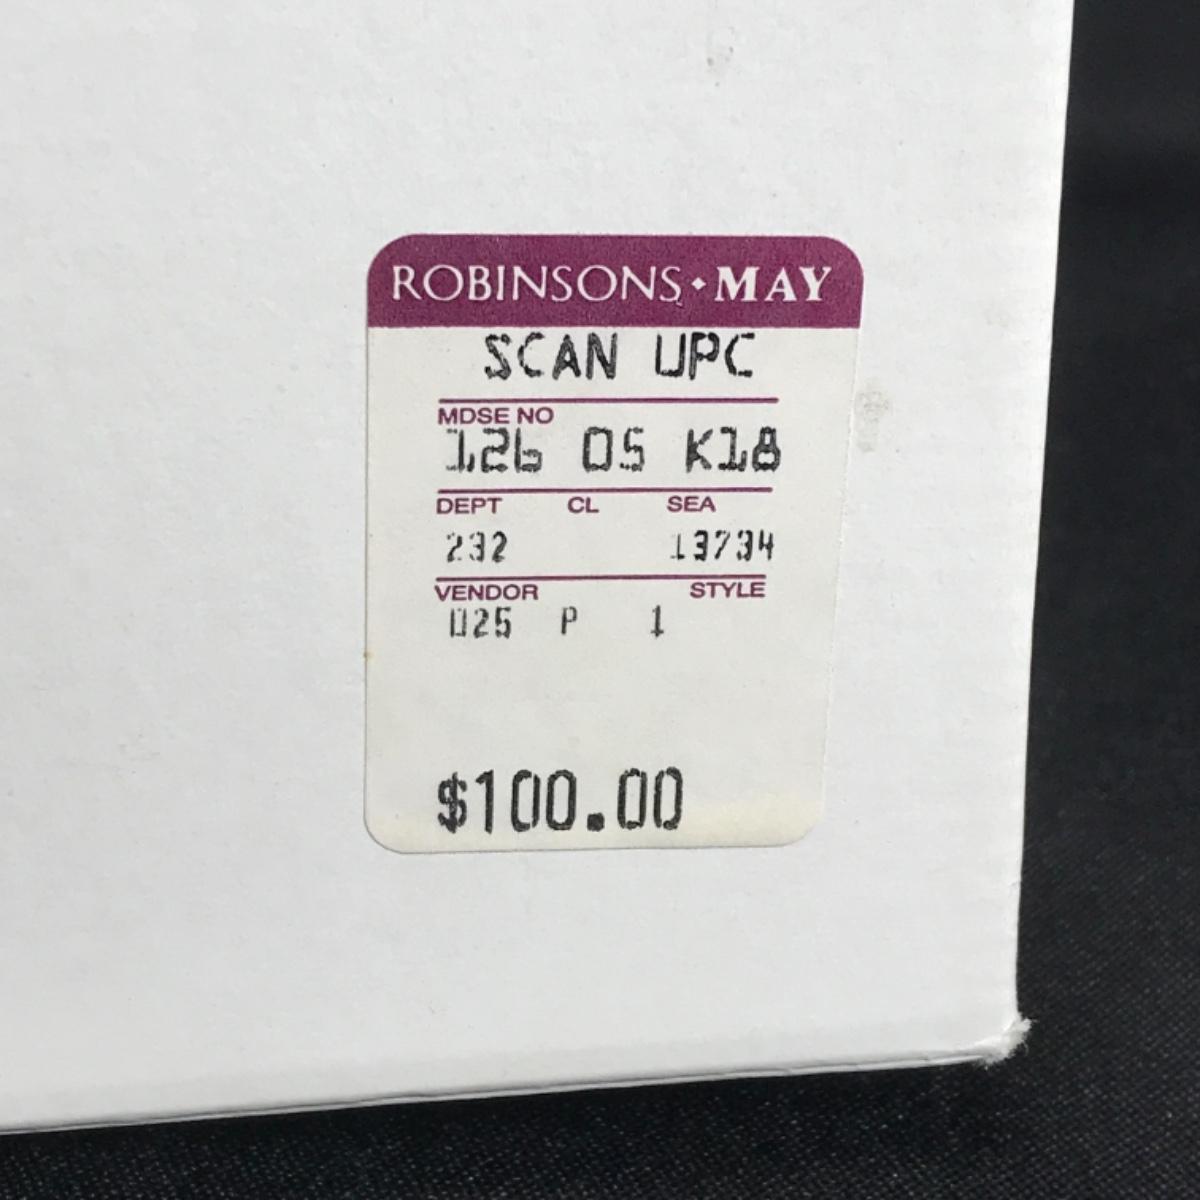 ROBINSONS•MAY
SCAN UPC
MDSE NO
126 05 K18
DEPT CL SEA
232 13734
VENDOR STYLE
025 P 1
$100.00